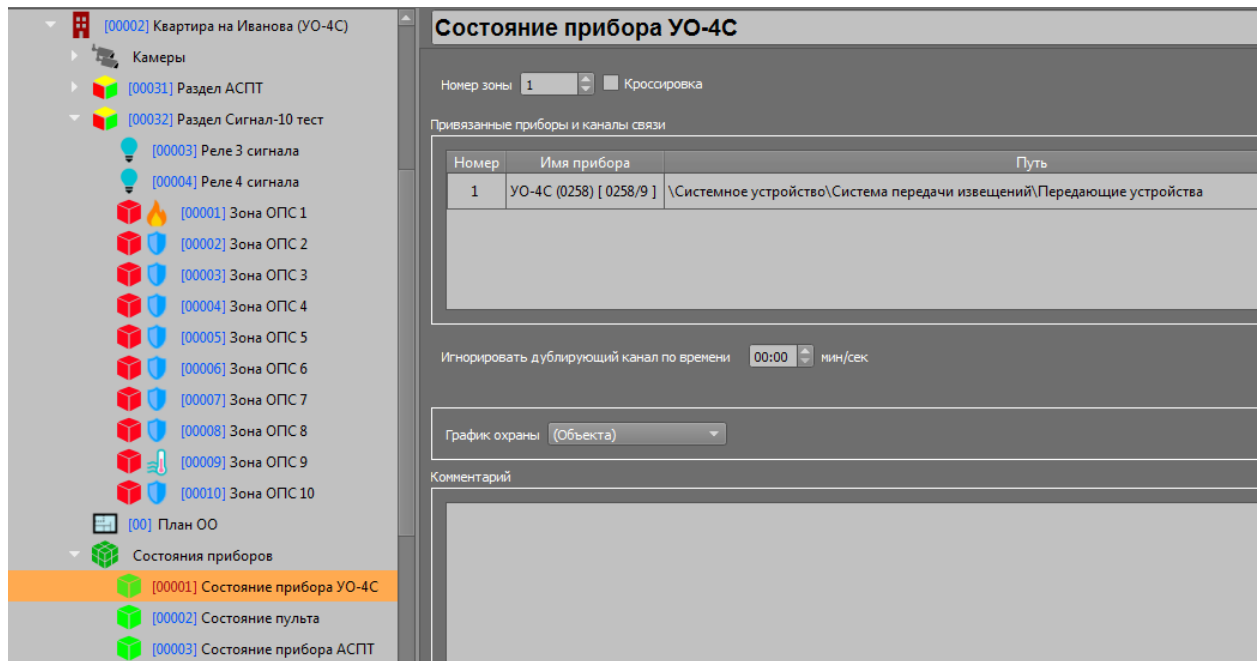 [00002] Квартира на Иванова (УО-4С)
Камеры
[00031] Раздел АСПТ
[00032] Раздел Сигнал-10 тест
[00003] Реле 3 сигнала
[00004] Реле 4 сигнала
[00001] Зона ОПС 1
[00002] Зона ОПС 2
[00003] Зона ОПС 3
[00004] Зона ОПС 4
[00005] Зона ОПС 5
[00006] Зона ОПС 6
[00007] Зона ОПС 7
[00008] Зона ОПС 8
[00009] Зона ОПС 9
[00010] Зона ОПС 10
[00] План ОО
Состояния приборов
[00001] Состояние прибора УО-4С
[00002] Состояние пульта
[00003] Состояние прибора АСПТ
Состояние прибора УО-4С
Номер зоны 1 Кроссировка
Привязанные приборы и каналы связи
Номер Имя прибора Путь
1 УО-4С (0258) [ 0258/9 ] \Системное устройство\Система передачи извещений\Передающие устройства
Игнорировать дублирующий канал по времени 00:00 мин/сек
График охраны (Объекта)
Комментарий